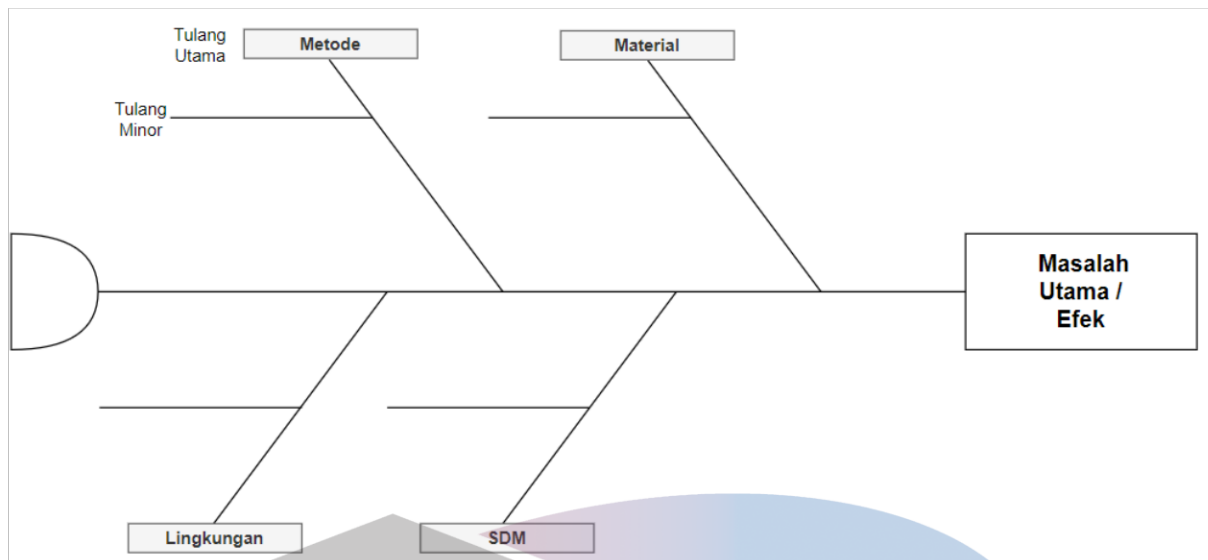 Tulang
Utama
Metode
Material
Tulang
Minor
Masalah
Utama /
Efek
Lingkungan
SDM